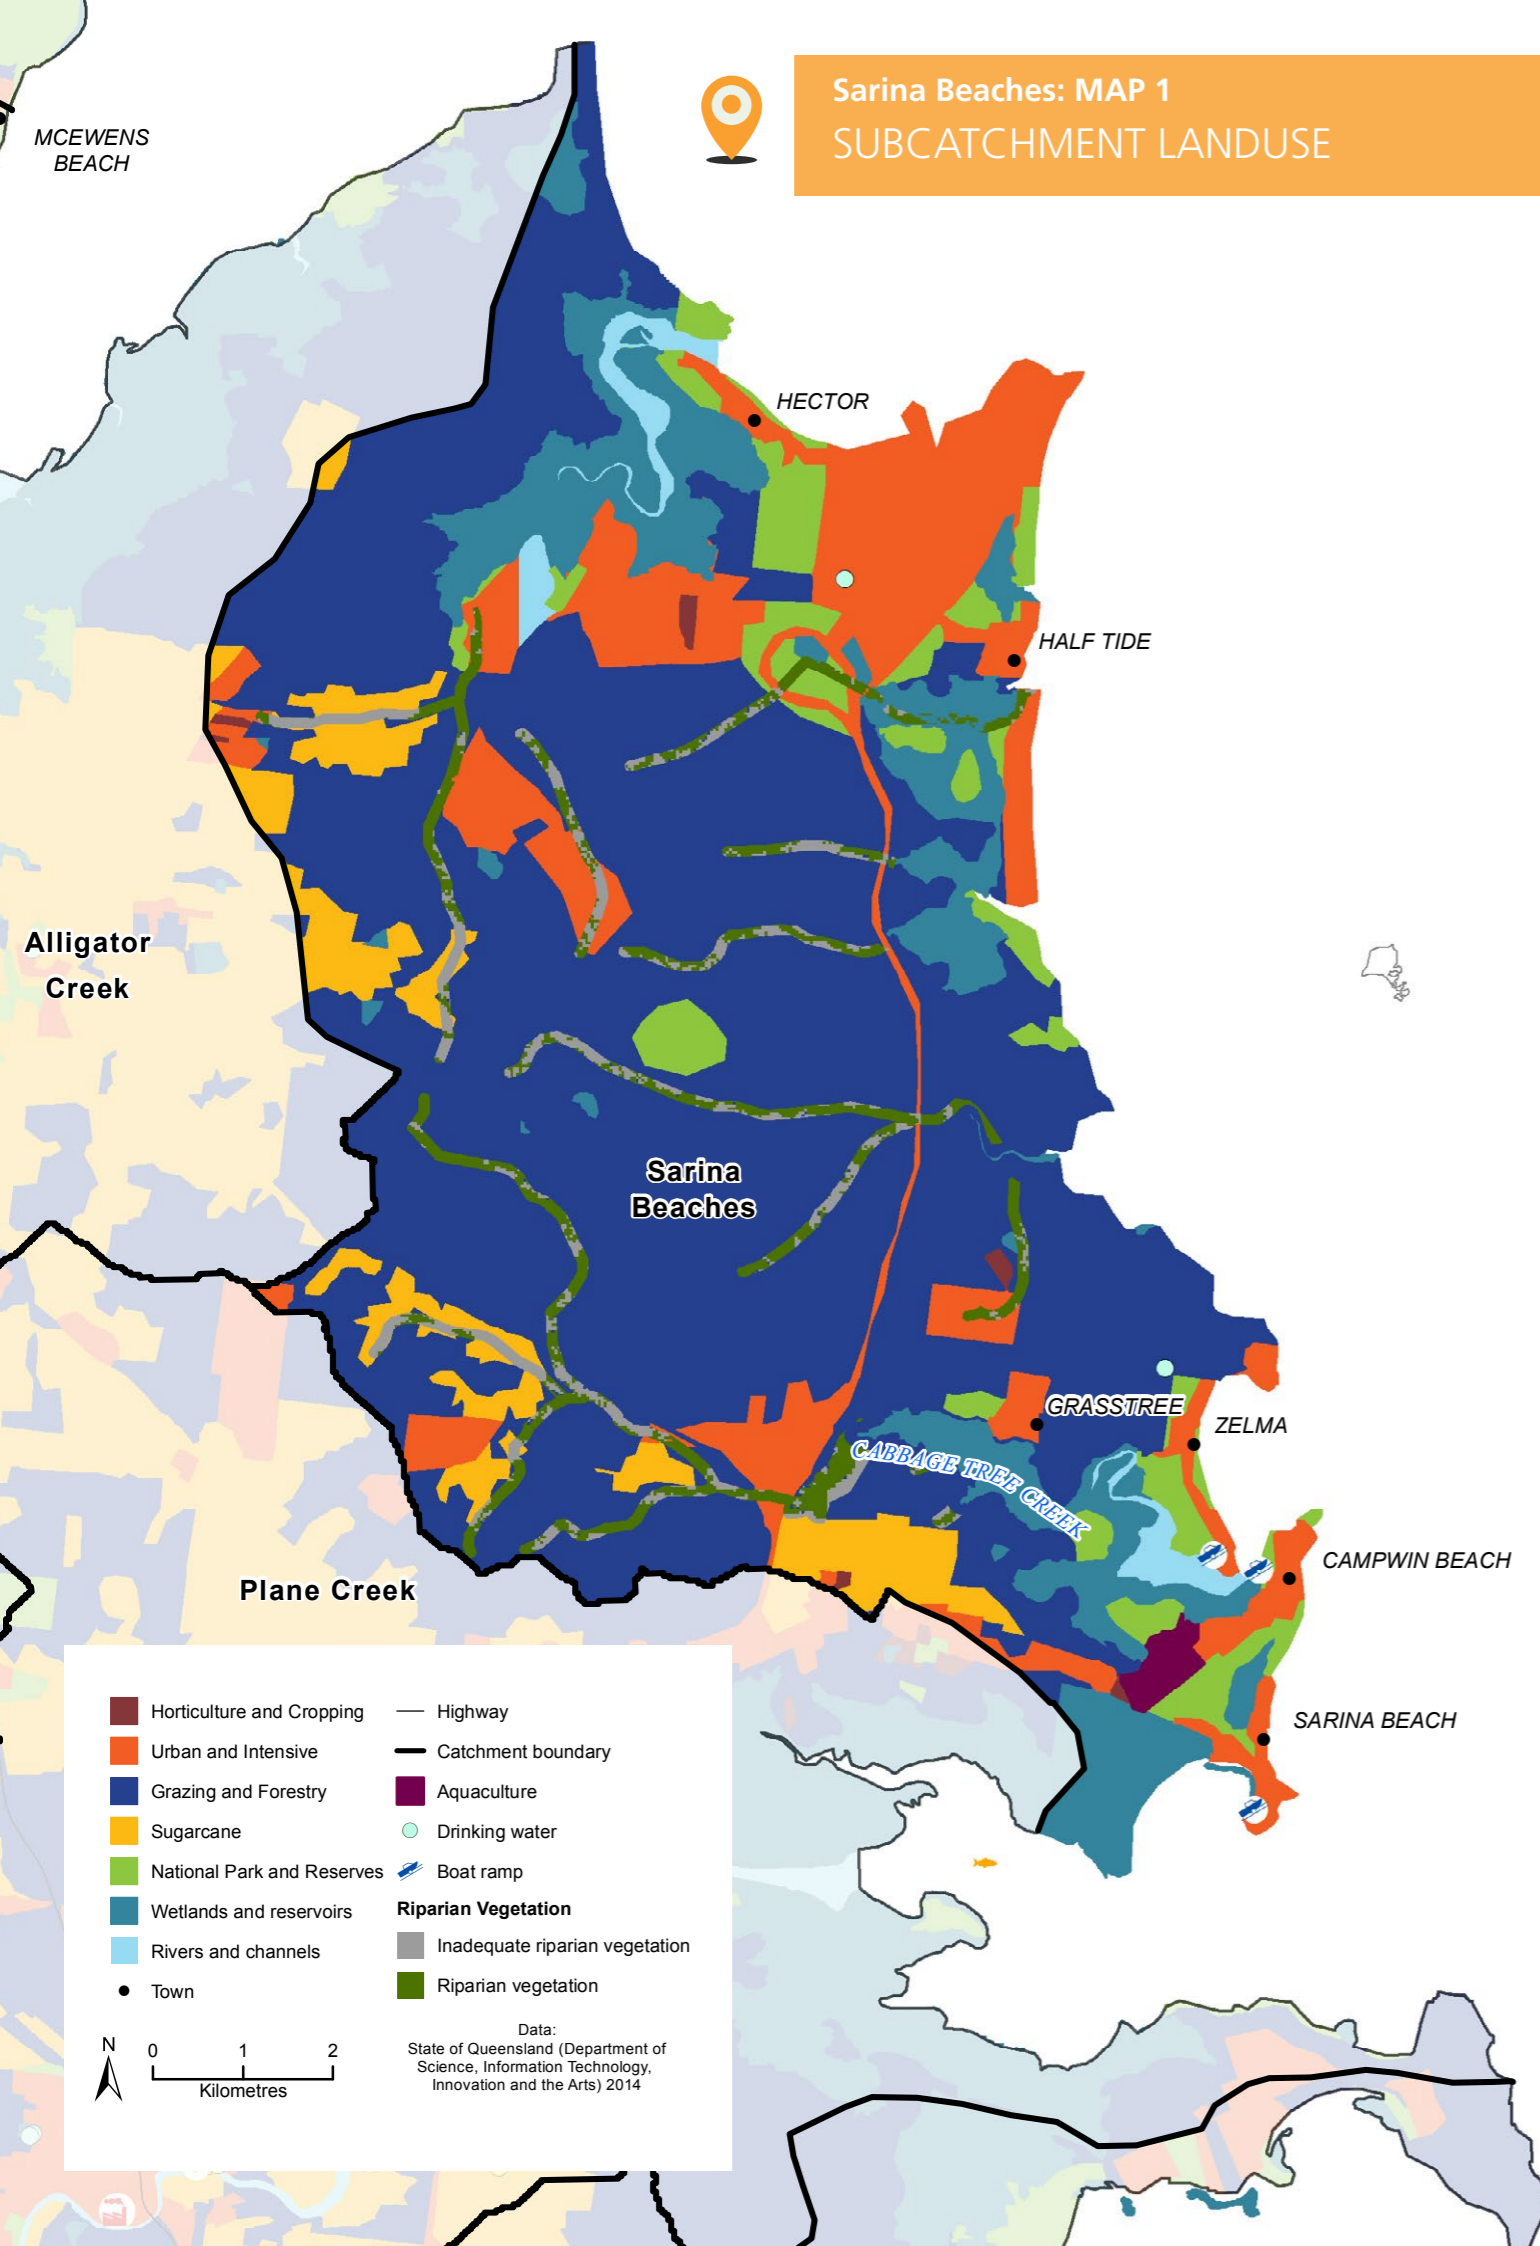 Sarina Beaches: MAP 1
SUBCATCHMENT LANDUSE
MCEWENS
BEACH
HECTOR
HALF TIDE
Alligator
Creek
Sarina
Beaches
GRASSTREE
ZELMA
CABBAGE TREE CREEK
CAMPWIN BEACH
Plane Creek
SARINA BEACH
Horticulture and Cropping
Urban and Intensive
Grazing and Forestry
Sugarcane
National Park and Reserves
Wetlands and reservoirs
Rivers and channels
Town
Highway
Catchment boundary
Aquaculture
Drinking water
Boat ramp
Riparian Vegetation
Inadequate riparian vegetation
Riparian vegetation
N
0 1 2
Kilometres
Data:
State of Queensland (Department of
Science, Information Technology,
Innovation and the Arts) 2014